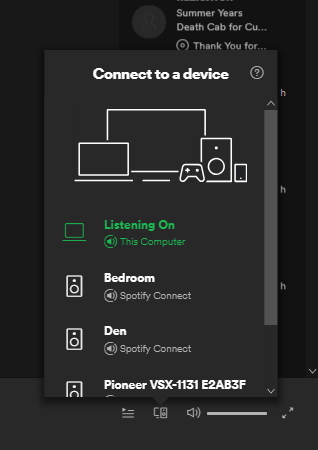 Summer Years
Death Cab for Cu...
Thank You for...
Connect to a device
?
h
Listening On
This Computer
h
Bedroom
Spotify Connect
h
Den
Spotify Connect
Pioneer VSX-1131 E2AB3F